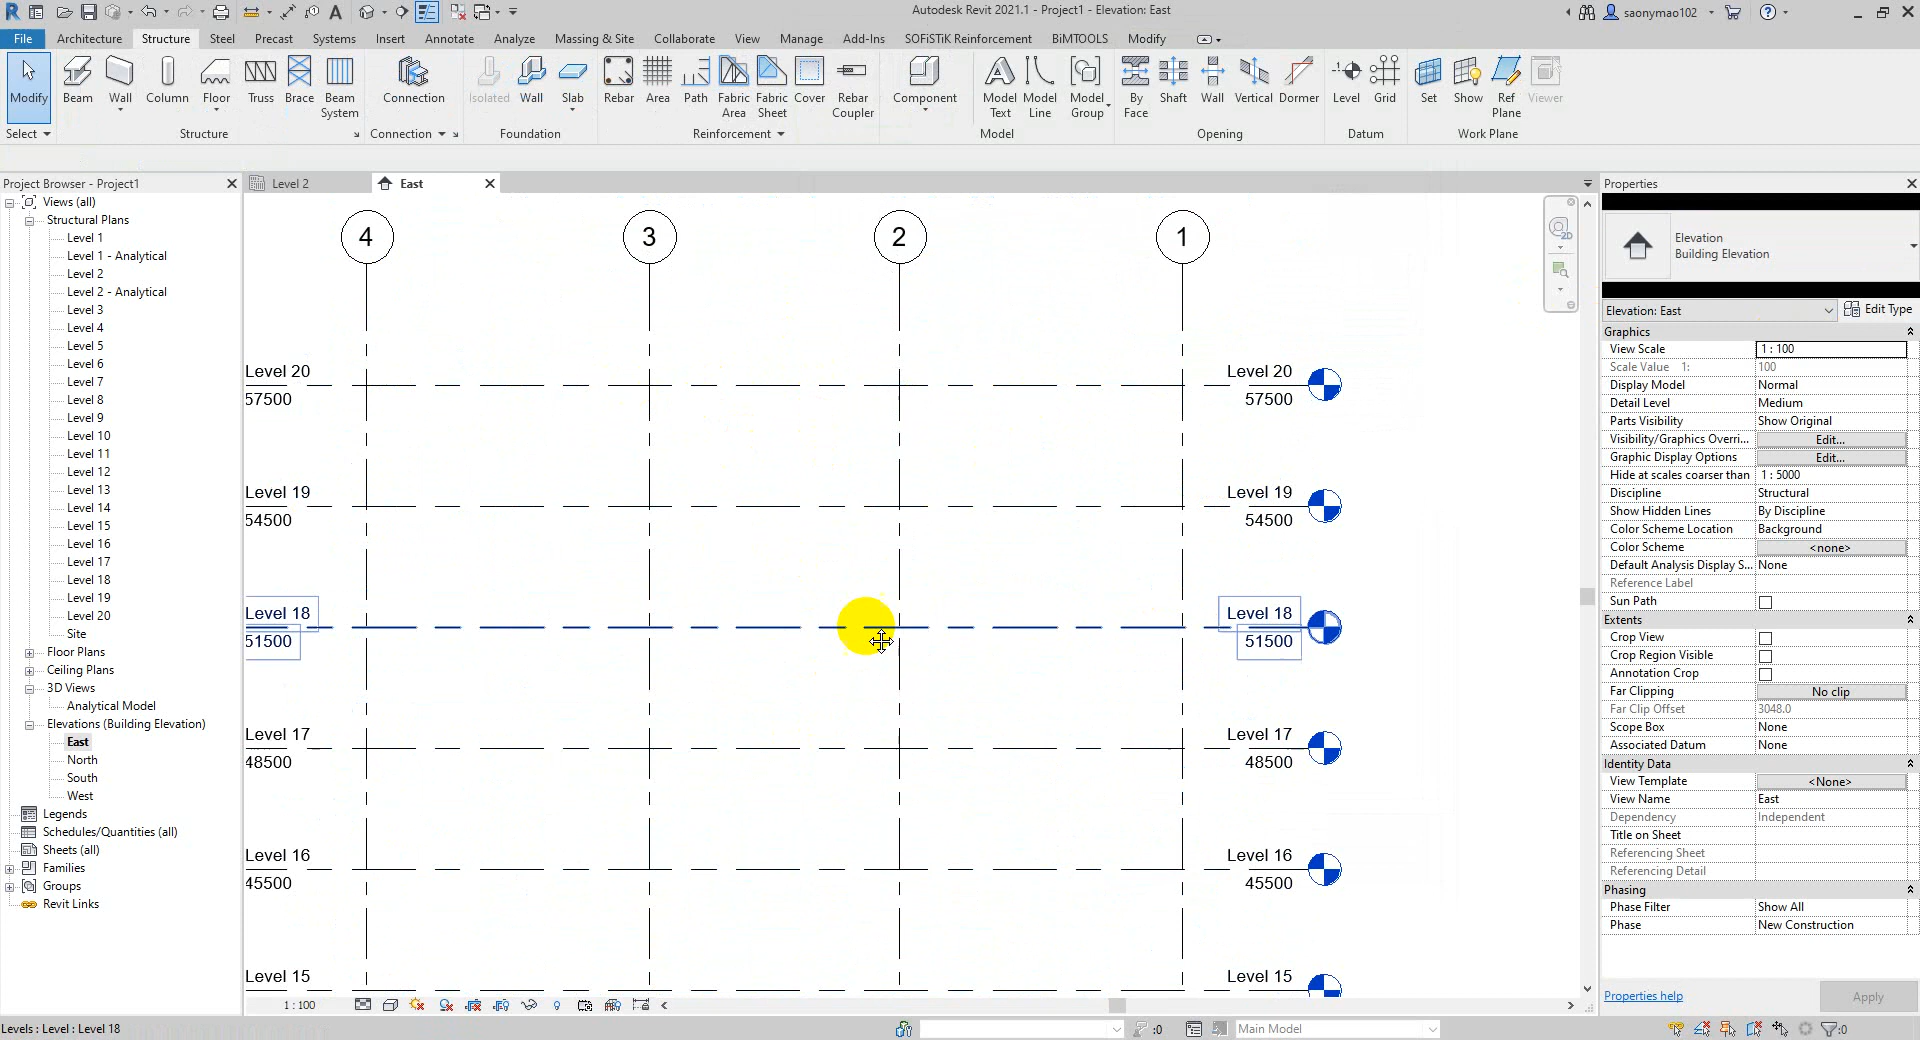 Autodesk Revit 2021.1 - Project1 - Elevation: East
saonymao102
File Architecture Structure Steel Precast Systems Insert Annotate Analyze Massing & Site Collaborate View Manage Add-Ins SOFiSTiK Reinforcement BiMTOOLS Modify
Modify Beam Wall Column Floor Truss Brace Beam System Connection Isolated Wall Slab Rebar Area Path Fabric Area Fabric Sheet Cover Rebar Coupler Component Model Text Model Line Model Group By Face Shaft Wall Vertical Dormer Level Grid Set Show Ref Plane Viewer
Select Structure Connection Foundation Reinforcement Model Opening Datum Work Plane
Project Browser - Project1
Views (all)
Structural Plans
Level 1
Level 1 - Analytical
Level 2
Level 2 - Analytical
Level 3
Level 4
Level 5
Level 6
Level 7
Level 8
Level 9
Level 10
Level 11
Level 12
Level 13
Level 14
Level 15
Level 16
Level 17
Level 18
Level 19
Level 20
Site
Floor Plans
Ceiling Plans
3D Views
Analytical Model
Elevations (Building Elevation)
East
North
South
West
Legends
Schedules/Quantities (all)
Sheets (all)
Families
Groups
Revit Links
Level 2 East
4 3 2 1
2D
Level 20 Level 20
57500 57500
Level 19 Level 19
54500 54500
Level 18 Level 18
51500 51500
Level 17 Level 17
48500 48500
Level 16 Level 16
45500 45500
Level 15 Level 15
1 : 100
Properties
Elevation
Building Elevation
Elevation: East Edit Type
Graphics
View Scale 1 : 100
Scale Value 1: 100
Display Model Normal
Detail Level Medium
Parts Visibility Show Original
Visibility/Graphics Overri... Edit...
Graphic Display Options Edit...
Hide at scales coarser than 1 : 5000
Discipline Structural
Show Hidden Lines By Discipline
Color Scheme Location Background
Color Scheme <none>
Default Analysis Display S... None
Reference Label
Sun Path
Extents
Crop View
Crop Region Visible
Annotation Crop
Far Clipping No clip
Far Clip Offset 3048.0
Scope Box None
Associated Datum None
Identity Data
View Template <None>
View Name East
Dependency Independent
Title on Sheet
Referencing Sheet
Referencing Detail
Phasing
Phase Filter Show All
Phase New Construction
Properties help Apply
Levels : Level : Level 18
:0
Main Model
:0